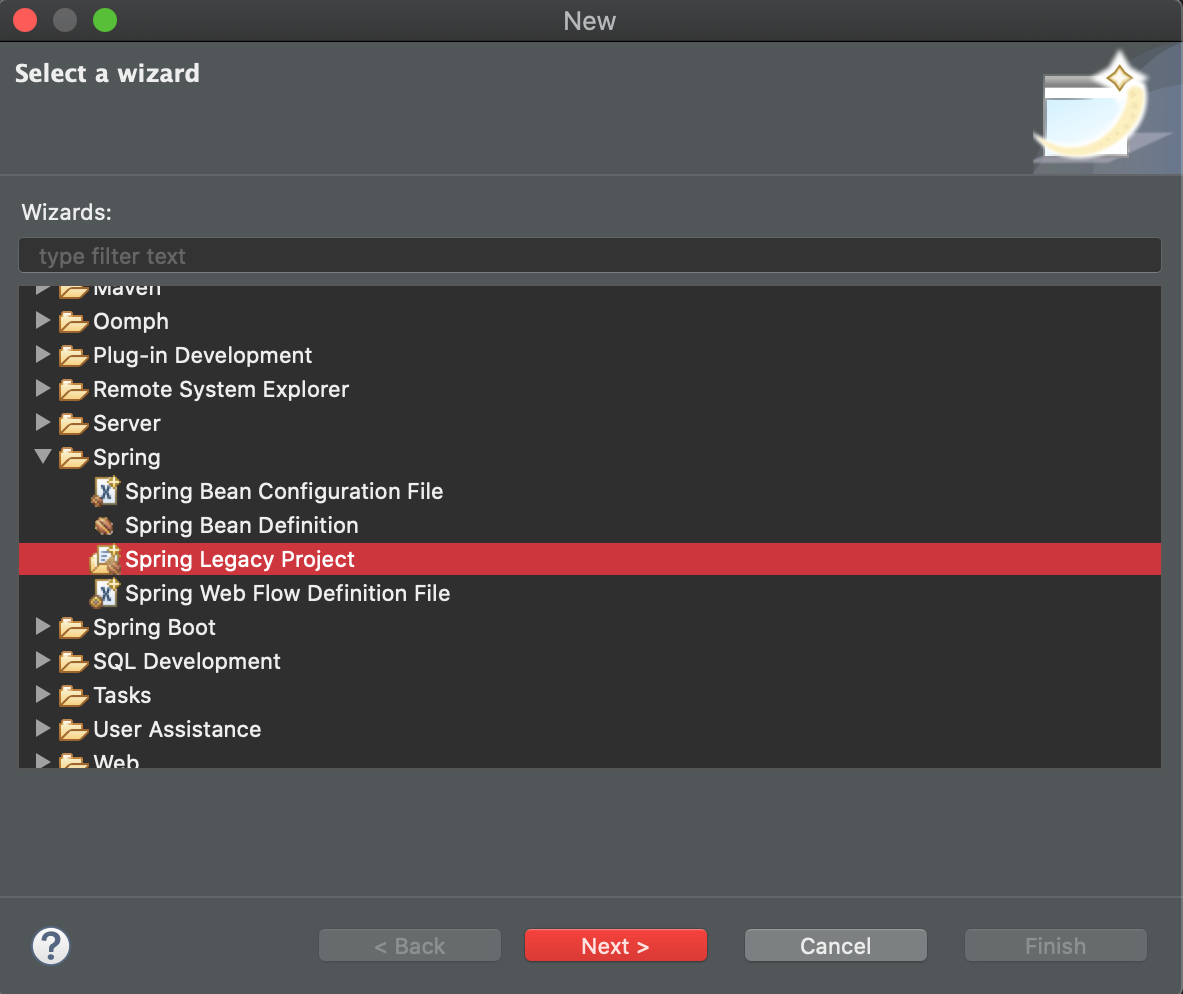 New
Select a wizard
Wizards:
type filter text
Maven
Oomph
Plug-in Development
Remote System Explorer
Server
Spring
Spring Bean Configuration File
Spring Bean Definition
Spring Legacy Project
Spring Web Flow Definition File
Spring Boot
SQL Development
Tasks
User Assistance
Web
?
< Back
Next >
Cancel
Finish